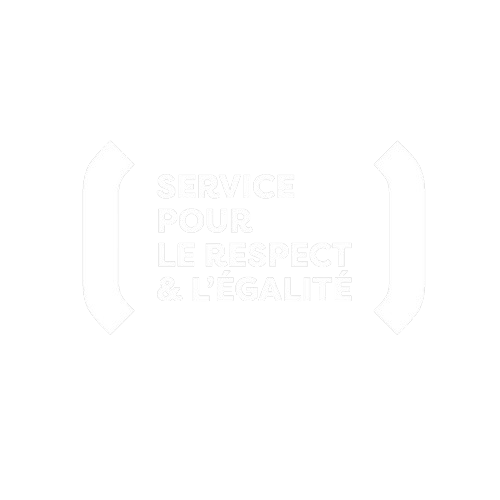 SERVICE
POUR
LE RESPECT
& L'ÉGALITÉ